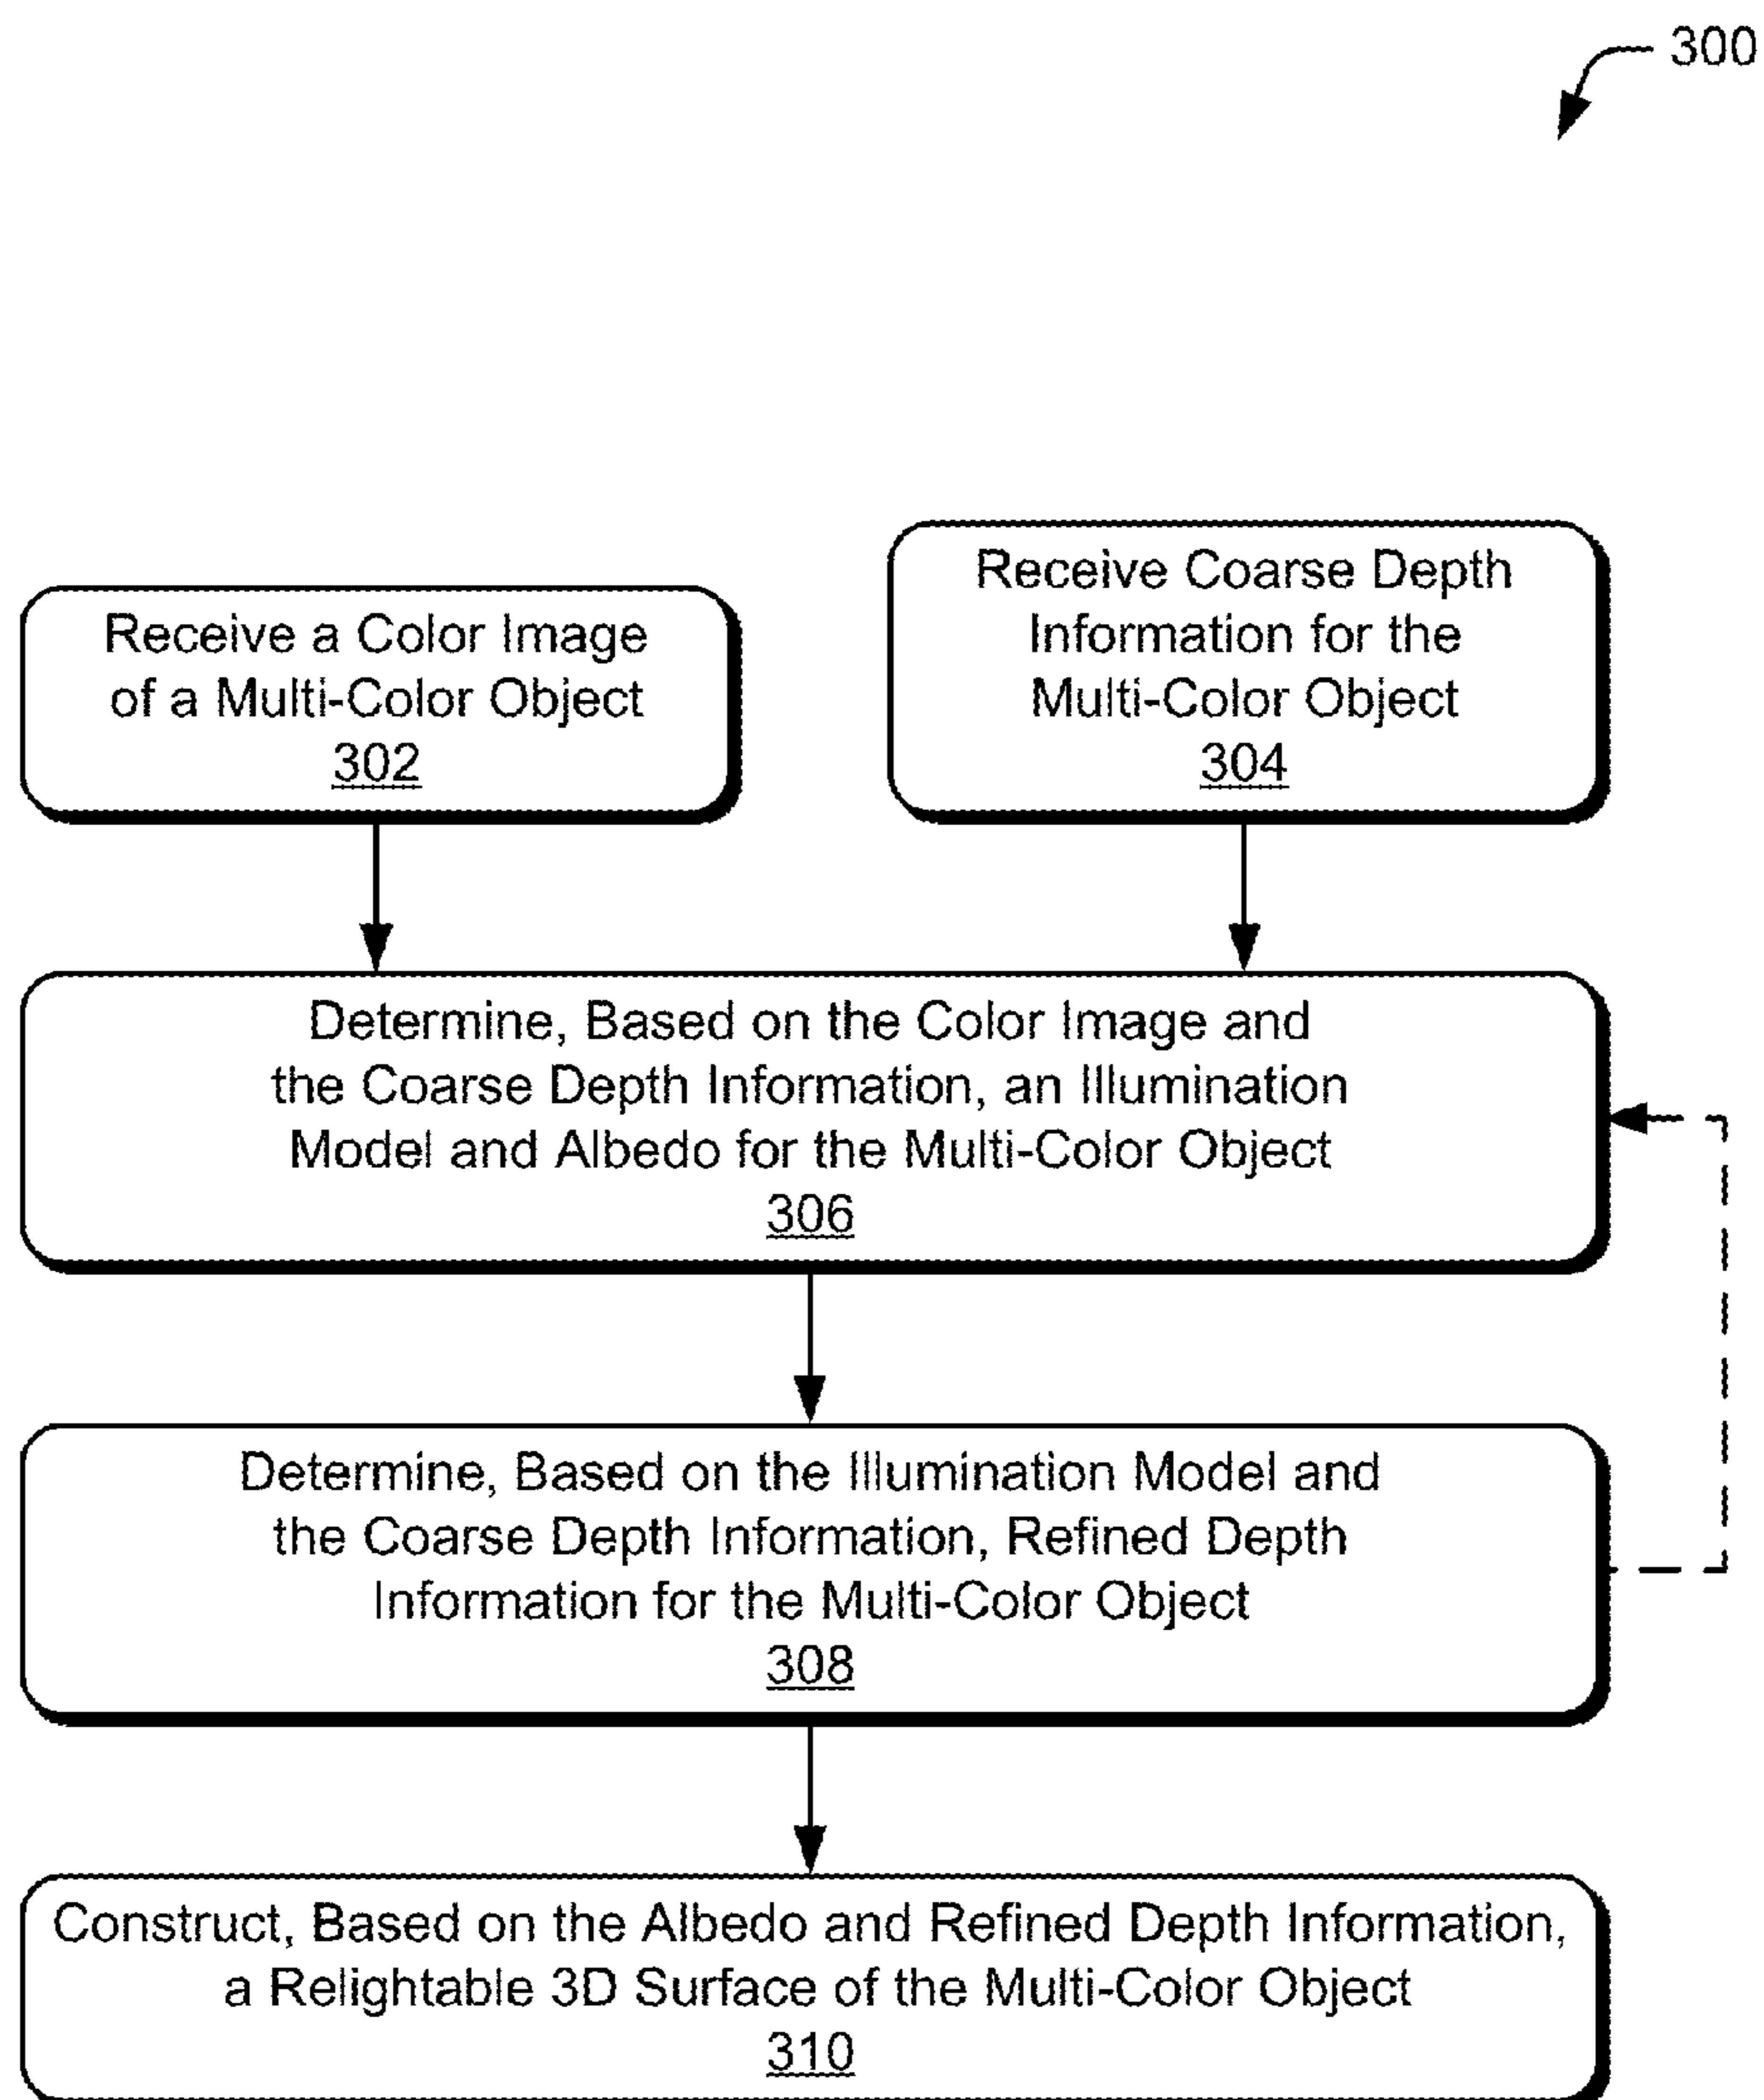 300
Receive a Color Image
of a Multi-Color Object
302
Receive Coarse Depth
Information for the
Multi-Color Object
304
Determine, Based on the Color Image and
the Coarse Depth Information, an Illumination
Model and Albedo for the Multi-Color Object
306
Determine, Based on the Illumination Model and
the Coarse Depth Information, Refined Depth
Information for the Multi-Color Object
308
Construct, Based on the Albedo and Refined Depth Information,
a Relightable 3D Surface of the Multi-Color Object
310